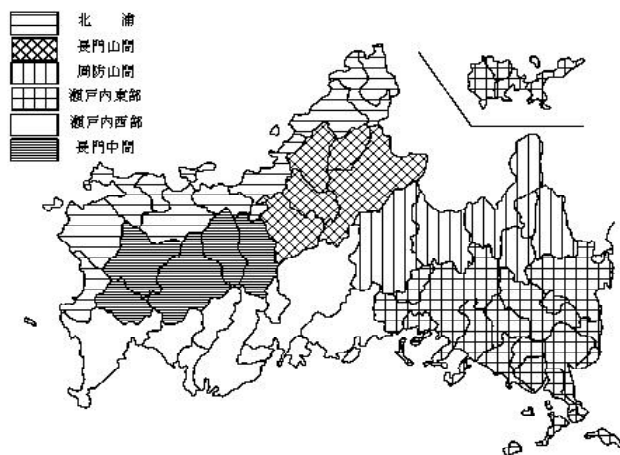 北　浦
長門山間
周防山間
瀬戸内東部
瀬戸内西部
長門中間